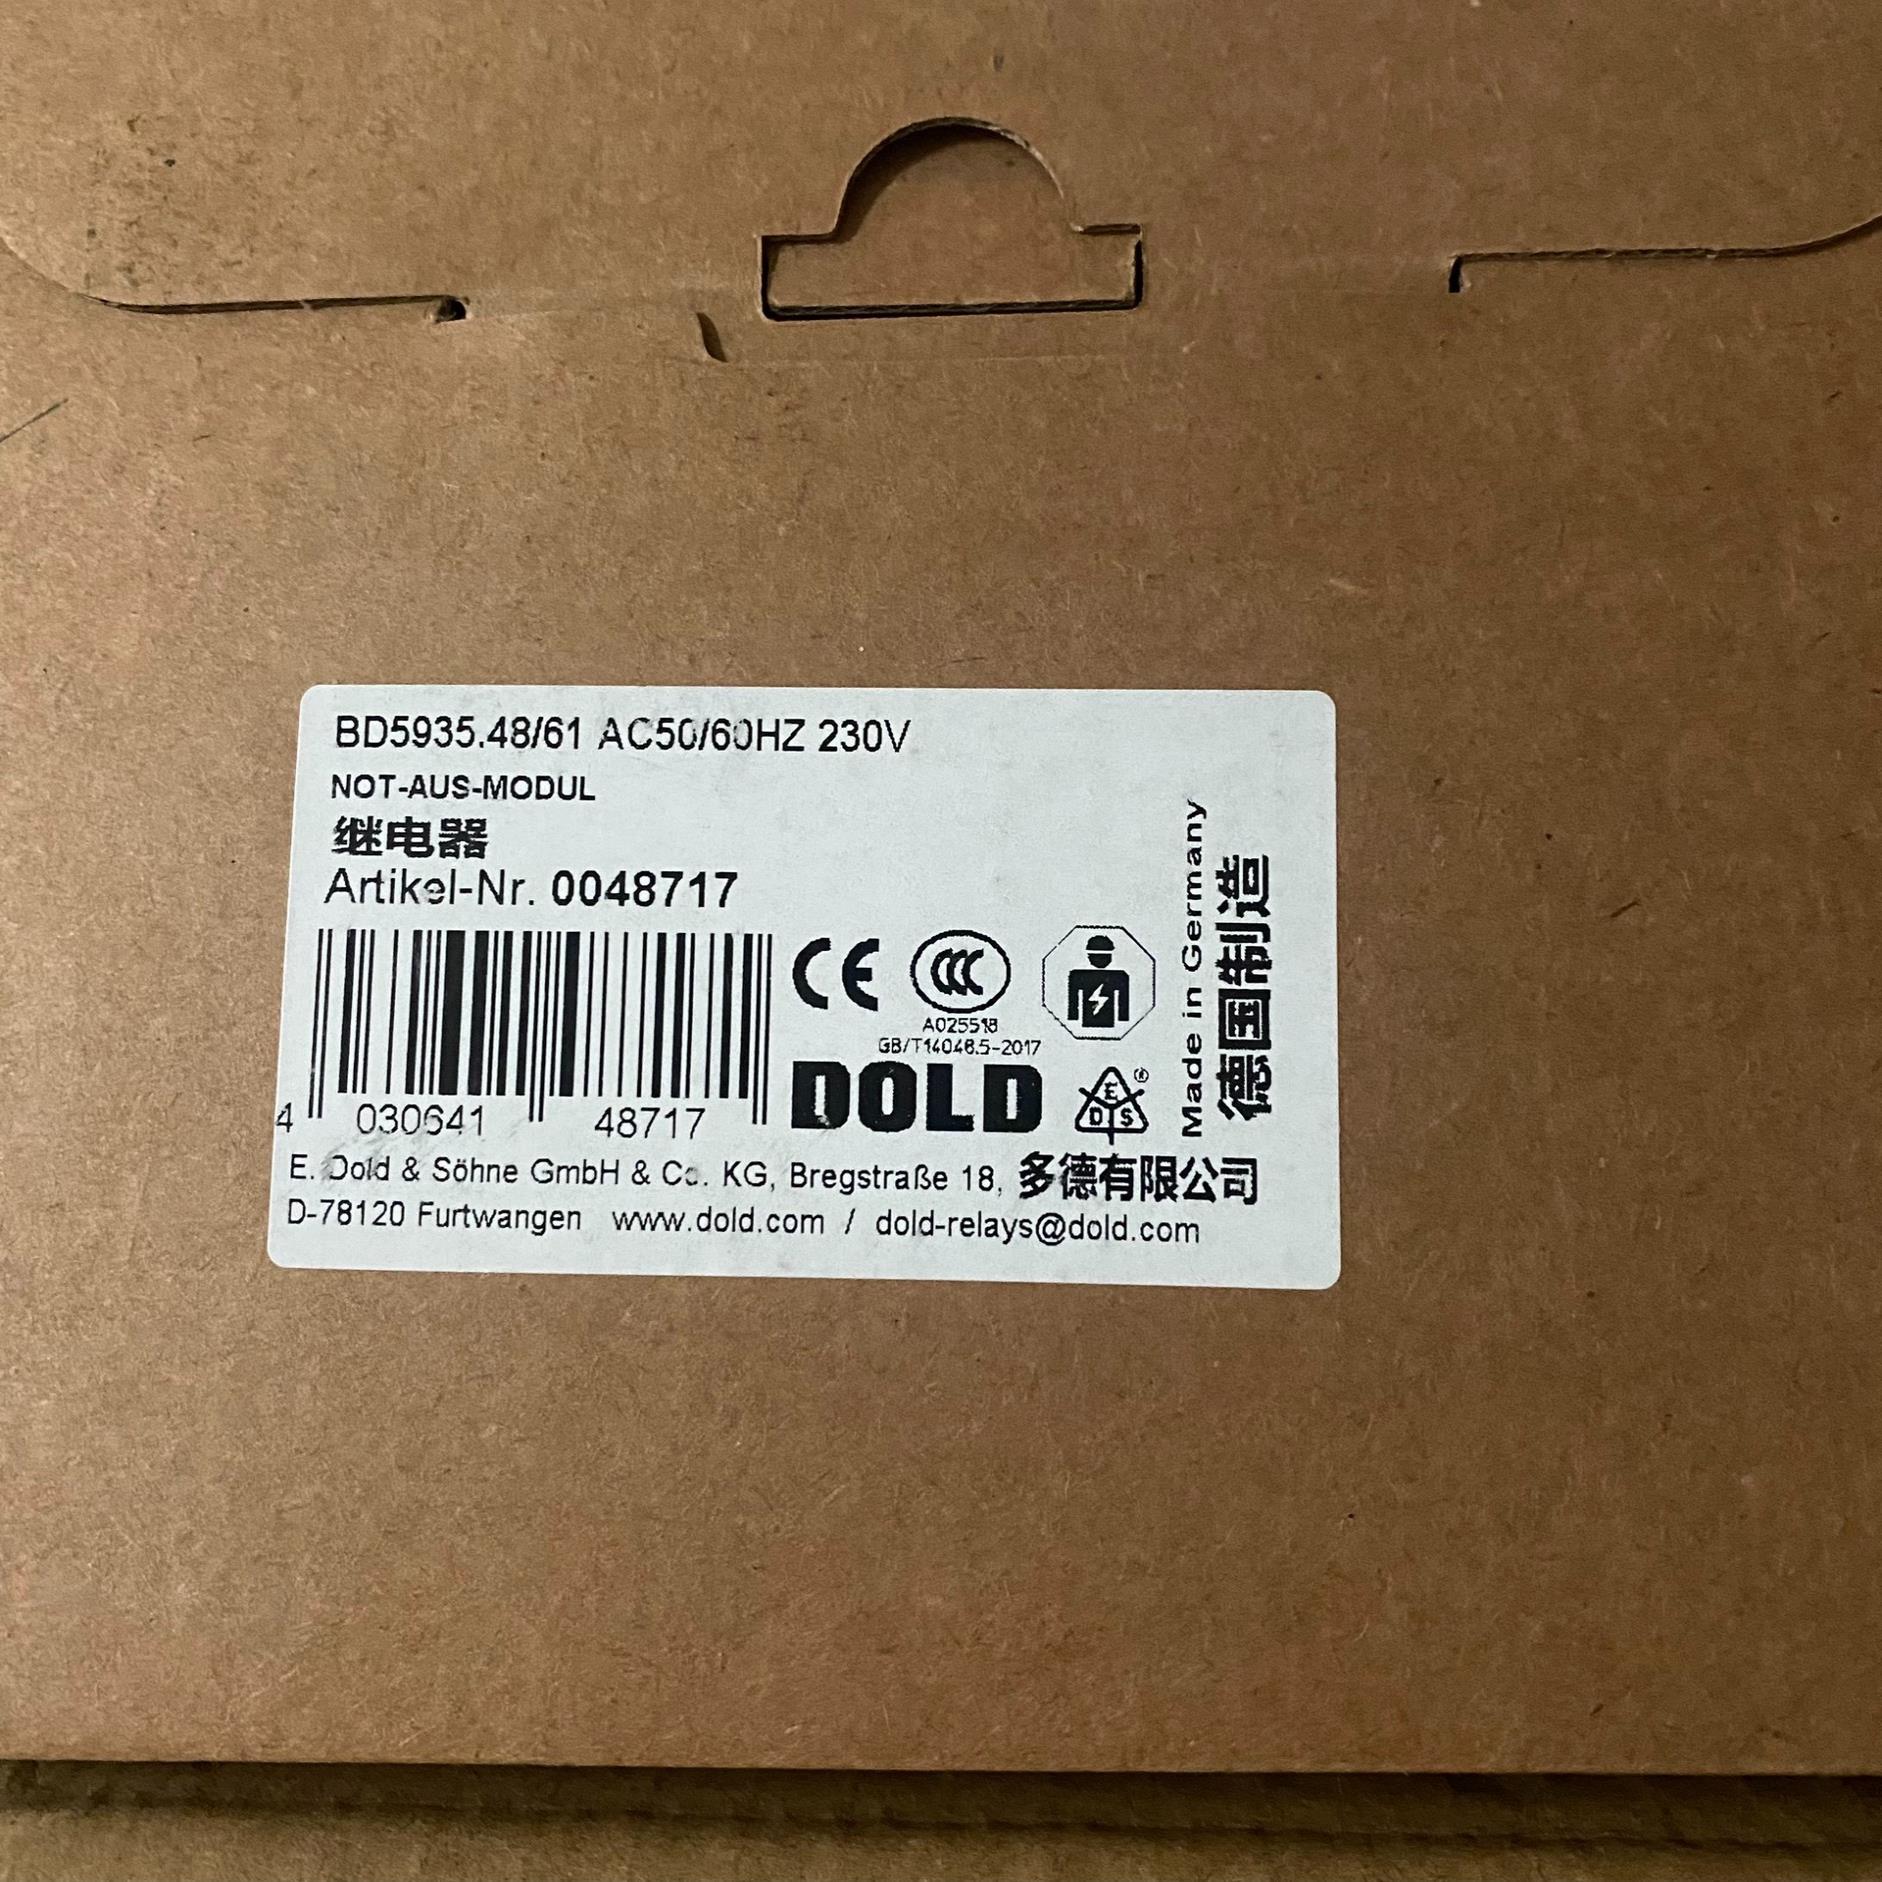 BD5935.48/61 AC50/60HZ 230V
NOT-AUS-MODUL
继电器
Artikel-Nr. 0048717
4 030641 48717
CE
CCC
A025518
GB/T14048.5-2017
DOLD
E D S ®
Made in Germany
德国制造
E. Dold & Söhne GmbH & Co. KG, Bregstraße 18, 多德有限公司
D-78120 Furtwangen www.dold.com / dold-relays@dold.com